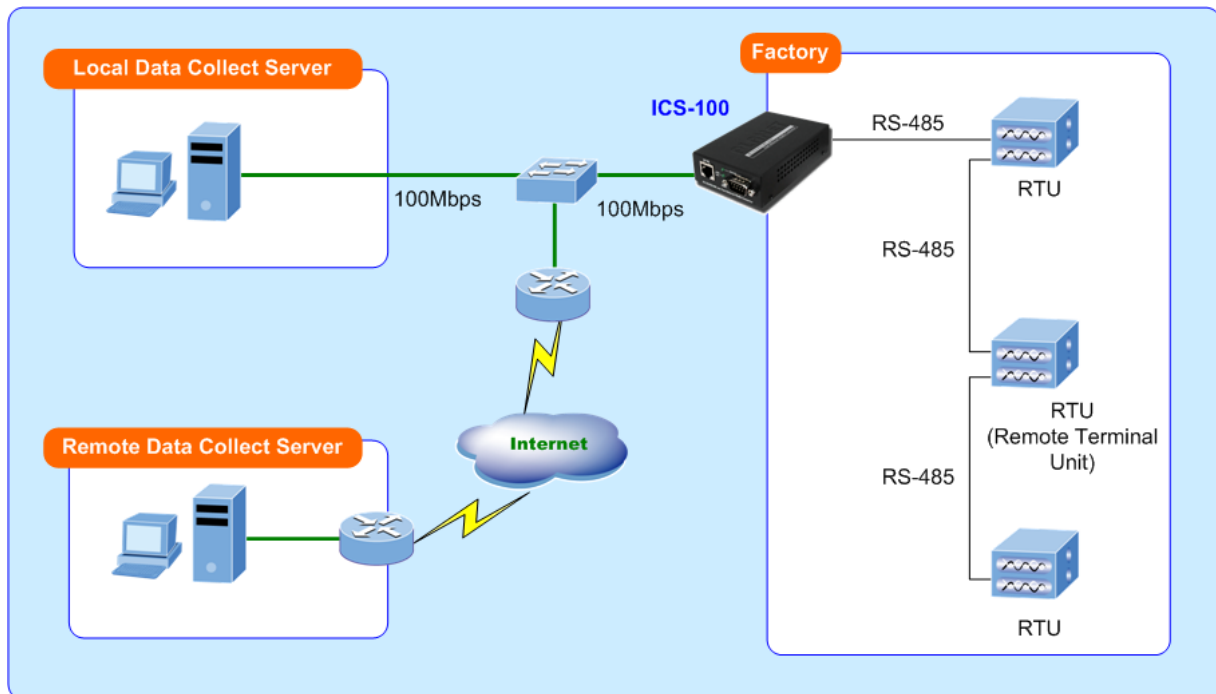 Local Data Collect Server
Factory
ICS-100
RS-485
100Mbps
100Mbps
RTU
RS-485
RTU
(Remote Terminal
Unit)
Internet
Remote Data Collect Server
RS-485
RTU